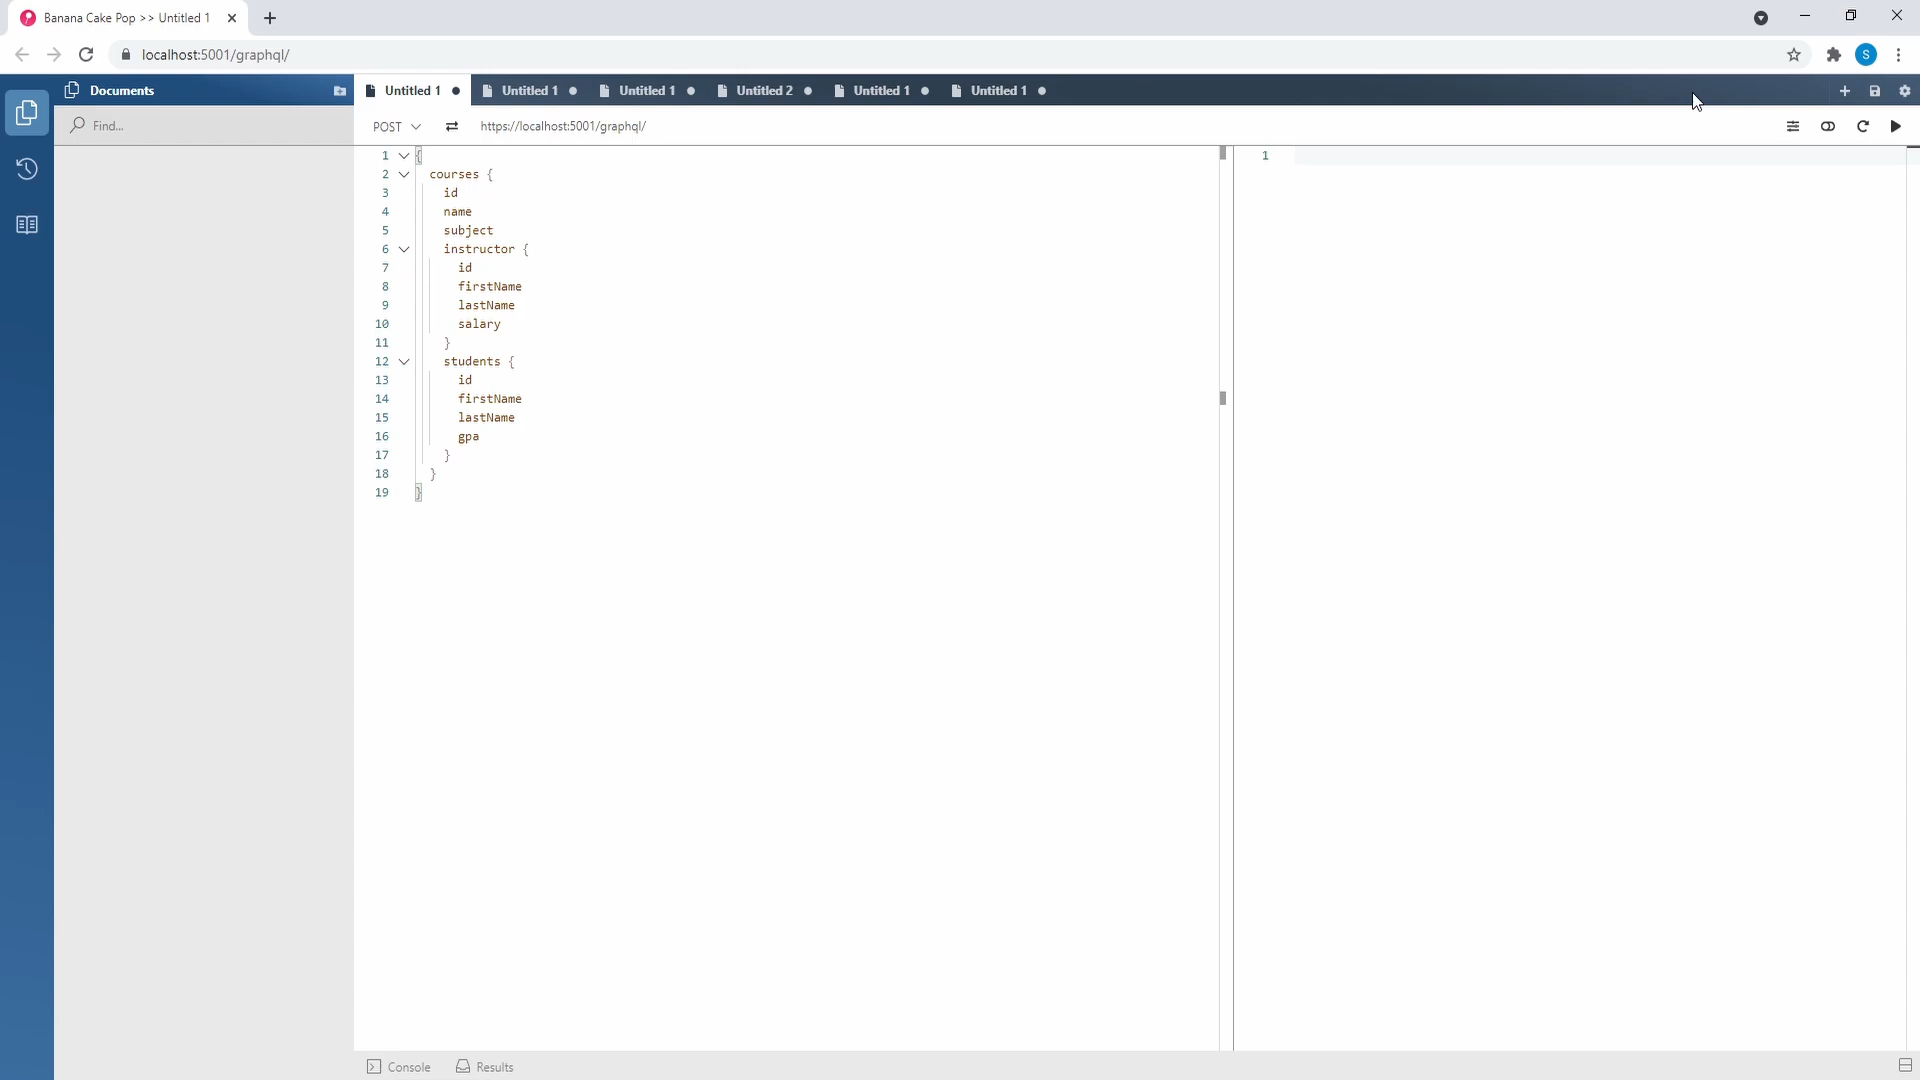 Banana Cake Pop >> Untitled 1
localhost:5001/graphql/
S
Documents
Untitled 1
Untitled 1
Untitled 1
Untitled 2
Untitled 1
Untitled 1
Find...
POST
https://localhost:5001/graphql/
1 {
2 courses {
3 id
4 name
5 subject
6 instructor {
7 id
8 firstName
9 lastName
10 salary
11 }
12 students {
13 id
14 firstName
15 lastName
16 gpa
17 }
18 }
19 }
1
Console
Results